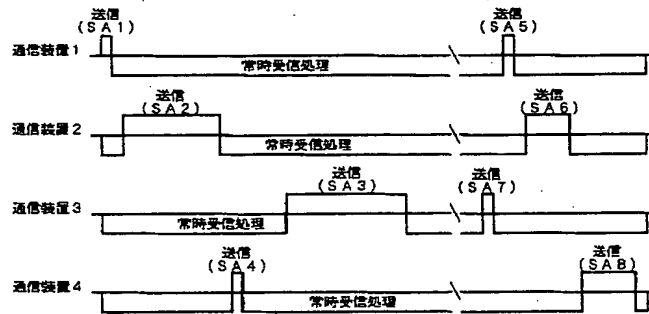 送信
(SA1)
送信
(SA5)
通信装置1
常時受信処理
送信
(SA2)
送信
(SA6)
通信装置2
常時受信処理
送信
(SA3)
送信
(SA7)
通信装置3
常時受信処理
送信
(SA4)
送信
(SA8)
通信装置4
常時受信処理